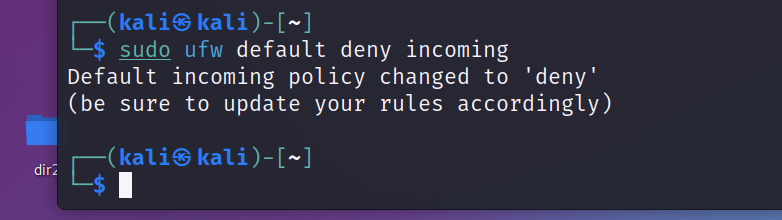 ┌──(kali㉿kali)-[~]
└─$ sudo ufw default deny incoming
Default incoming policy changed to 'deny'
(be sure to update your rules accordingly)
┌──(kali㉿kali)-[~]
└─$
dir2